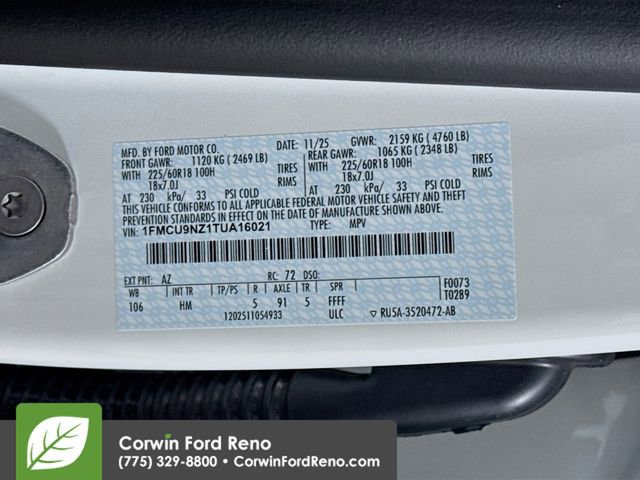 MFD. BY FORD MOTOR CO. 11/25 GVWR: 2159 KG ( 4760 LB)
FRONT GAWR: 1120 KG ( 2469 LB) REAR GAWR: 1065 KG ( 2348 LB)
WITH 225/60R18 100H TIRES WITH 225/60R18 100H TIRES
18x7.0J RIMS 18x7.0J RIMS
AT 230 kPa/ 33 PSI COLD AT 230 kPa/ 33 PSI COLD
THIS VEHICLE CONFORMS TO ALL APPLICABLE FEDERAL MOTOR VEHICLE SAFETY AND THEFT
PREVENTION STANDARDS IN EFFECT ON THE DATE OF MANUFACTURE SHOWN ABOVE.
VIN: 1FMCU9NZ1TUA16021 TYPE: MPV
EXT PNT: AZ RC: 72 DSO: F0073
WB INT TR TP/PS R AXLE TR SPR T0289
106 HM 5 91 5 FFFF
1202511054933 ULC ▽ RU5A-3520472-AB
Corwin Ford Reno
(775) 329-8800 • CorwinFordReno.com